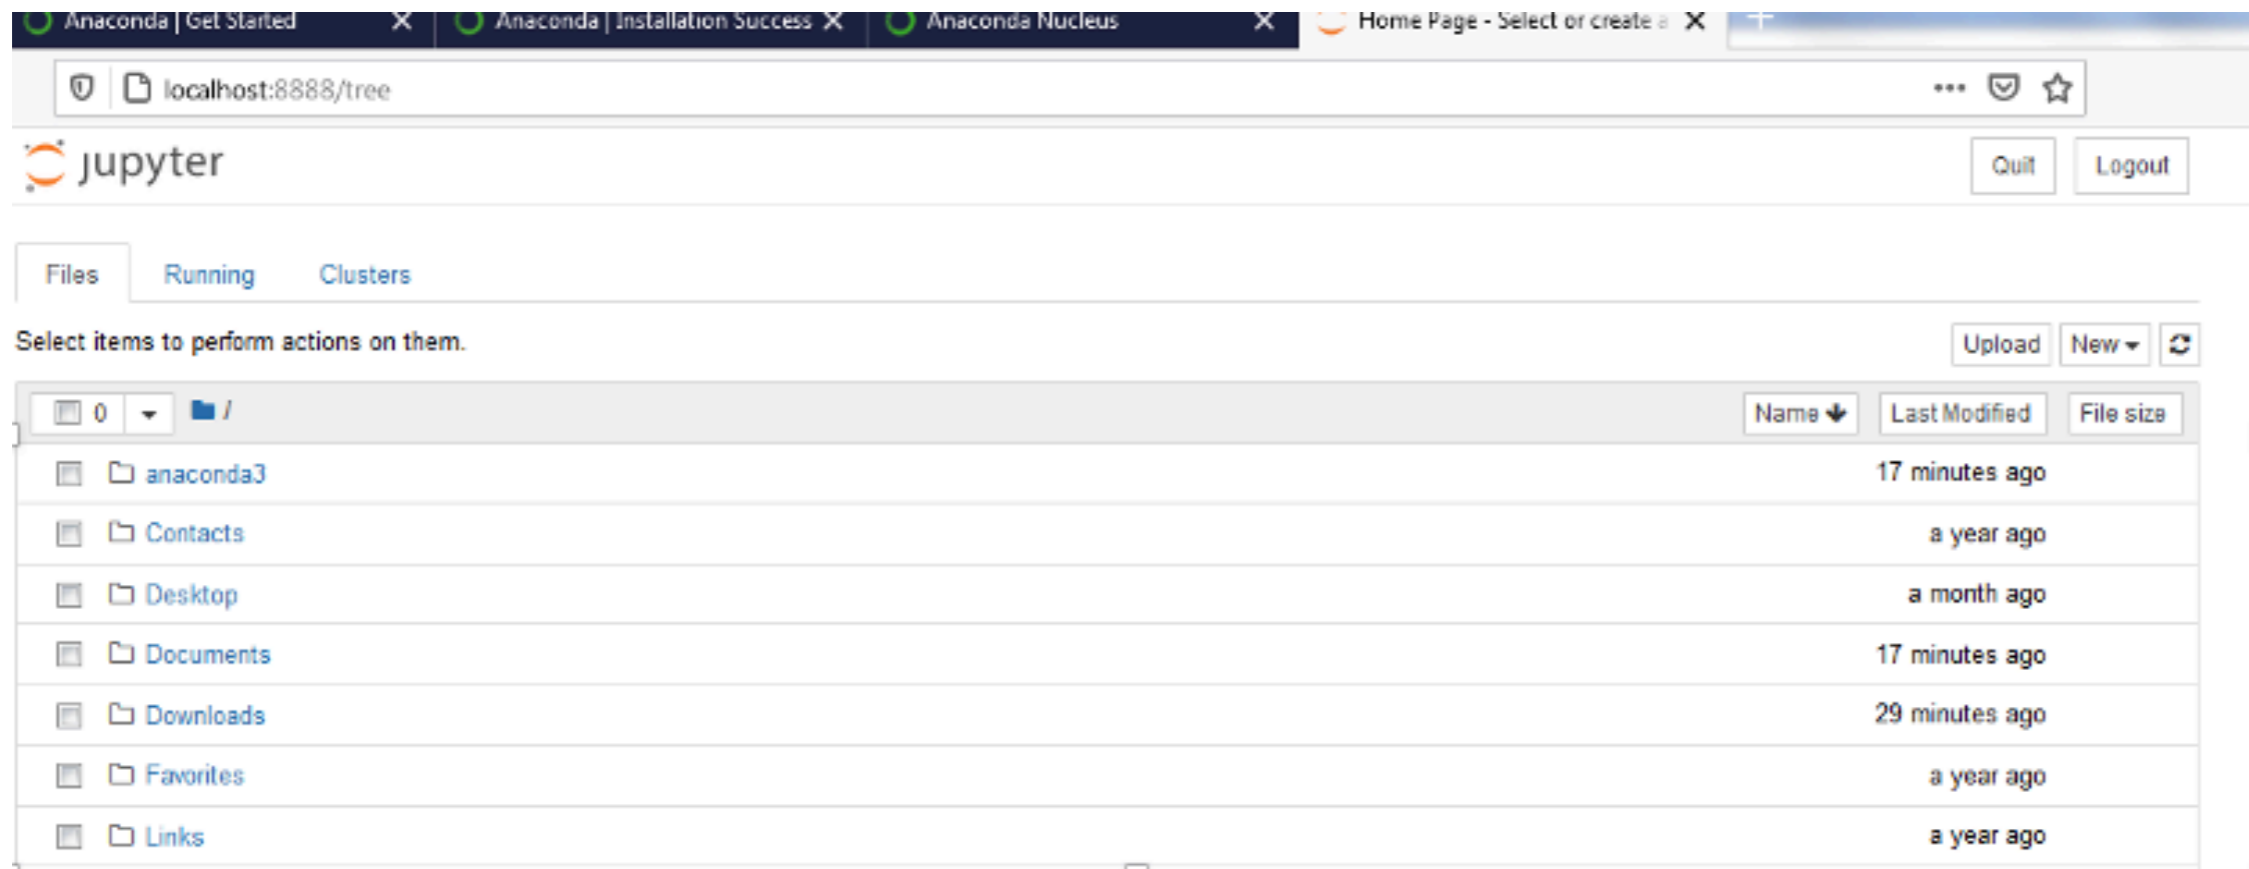 Anaconda | Get Started Anaconda | Installation Success Anaconda Nucleus Home Page - Select or create a
localhost:8888/tree
jupyter Quit Logout
Files Running Clusters
Select items to perform actions on them. Upload New
0 / Name Last Modified File size
anaconda3 17 minutes ago
Contacts a year ago
Desktop a month ago
Documents 17 minutes ago
Downloads 29 minutes ago
Favorites a year ago
Links a year ago